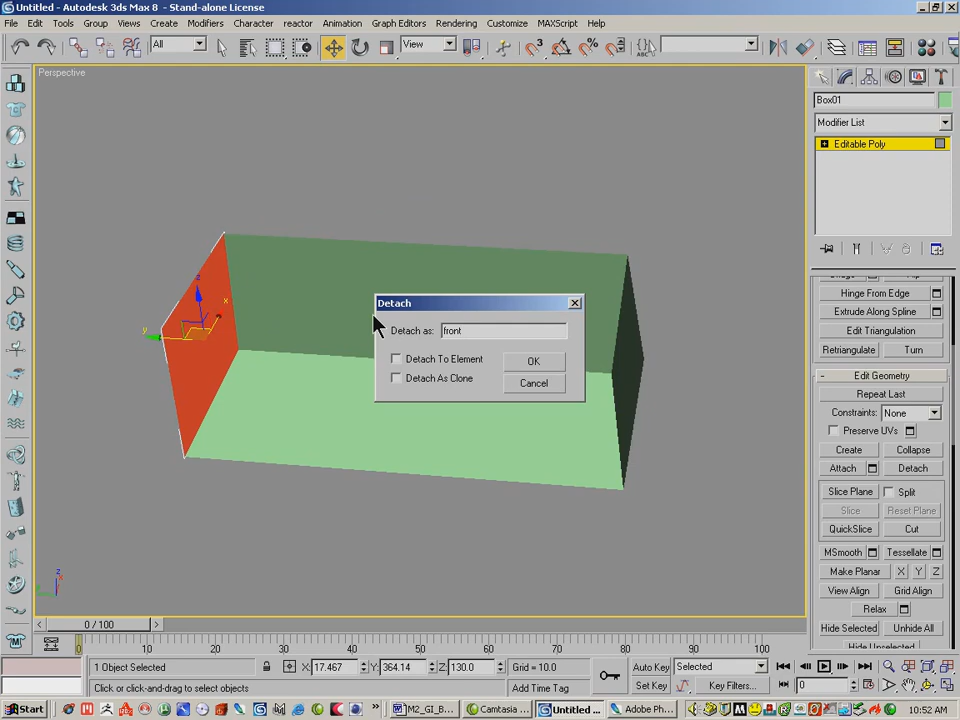 Untitled - Autodesk 3ds Max 8 - Stand-alone License
File Edit Tools Group Views Create Modifiers Character reactor Animation Graph Editors Rendering Customize MAXScript Help
All View
Perspective
Box01
Modifier List
Editable Poly
Hinge From Edge
Extrude Along Spline
Edit Triangulation
Retriangulate Turn
- Edit Geometry
Repeat Last
Constraints: None
Preserve UVs
Create Collapse
Attach Detach
Slice Plane Split
Slice Reset Plane
QuickSlice Cut
MSmooth Tessellate
Make Planar X Y Z
View Align Grid Align
Relax
Hide Selected Unhide All
Hide Unselected
Detach
Detach as: front
Detach To Element OK
Detach As Clone Cancel
y z x
z x y
0 / 100
0 10 20 30 40 50 60 70 80 90 100
1 Object Selected X: 17.467 Y: 364.14 Z: 130.0 Grid = 10.0 Auto Key Selected
Click or click-and-drag to select objects Add Time Tag Set Key Key Filters... 0
Start M2_GI_B... Camtasia ... Untitled ... Adobe Ph... 10:52 AM